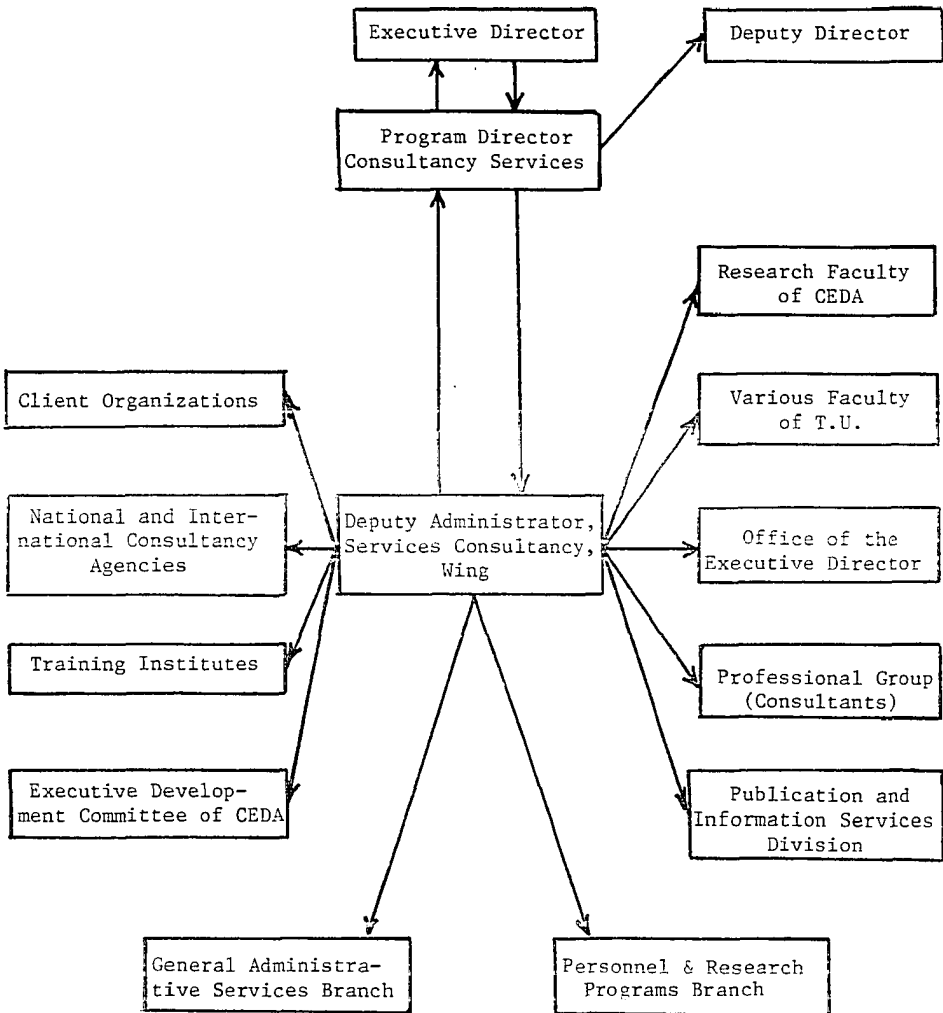 Executive Director
Deputy Director
Program Director
Consultancy Services
Research Faculty
of CEDA
Client Organizations
Various Faculty
of T.U.
National and Inter-
national Consultancy
Agencies
Deputy Administrator,
Services Consultancy,
Wing
Office of the
Executive Director
Training Institutes
Professional Group
(Consultants)
Executive Develop-
ment Committee of CEDA
Publication and
Information Services
Division
General Administra-
tive Services Branch
Personnel & Research
Programs Branch